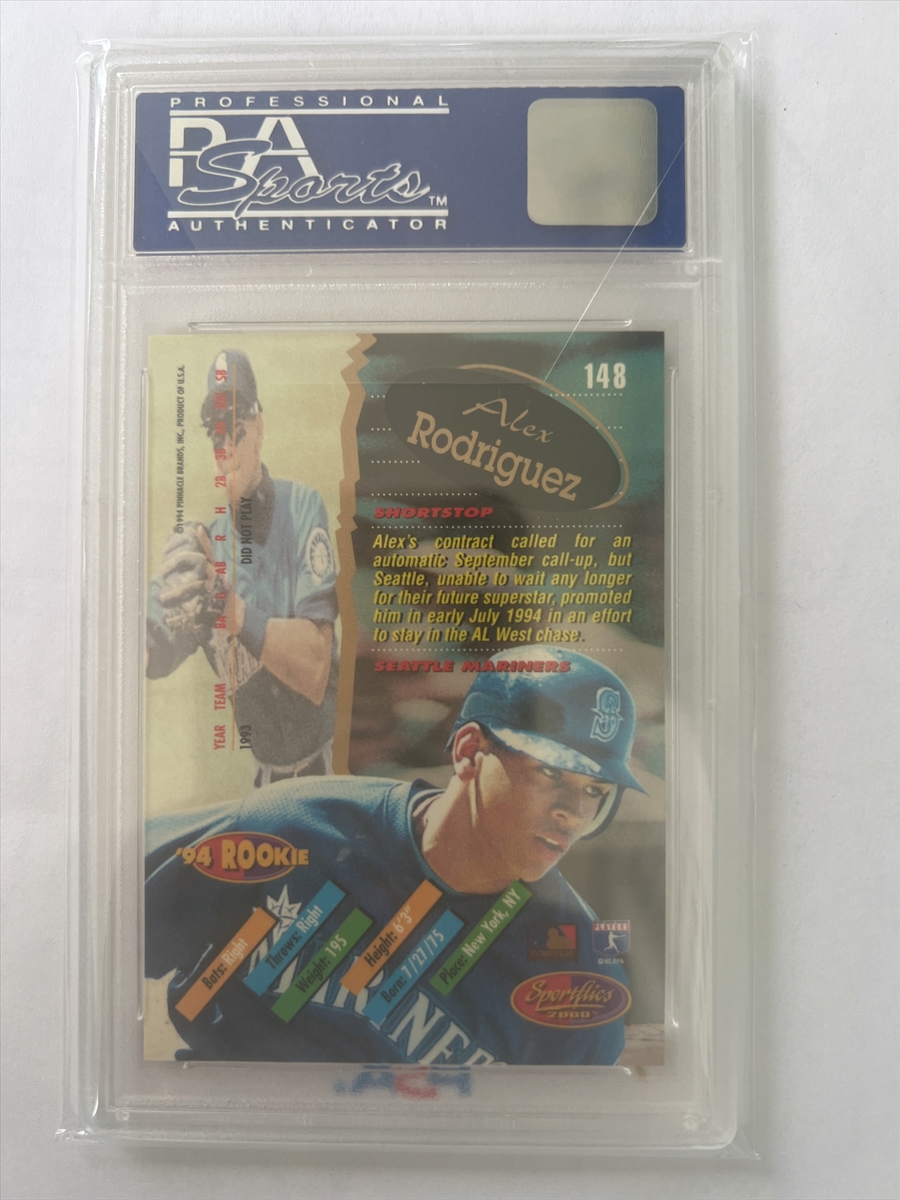 PROFESSIONAL
PSA
Sports™
AUTHENTICATOR
148
Alex
Rodriguez
SHORTSTOP
Alex's contract called for an
automatic September call-up, but
Seattle, unable to wait any longer
for their future superstar, promoted
him in early July 1994 in an effort
to stay in the AL West chase.
SEATTLE MARINERS
©1994 PINNACLE BRANDS, INC., PRODUCT OF U.S.A.
YEAR TEAM BA G AB R H 2B 3B SB
1993 DID NOT PLAY
'94 ROOKIE
Bats: Right
Throws: Right
Weight: 195
Height: 6'3"
Born: 7/27/75
Place: New York, NY
S
PLAYERS
©MLBPA
Sportflics
2000™